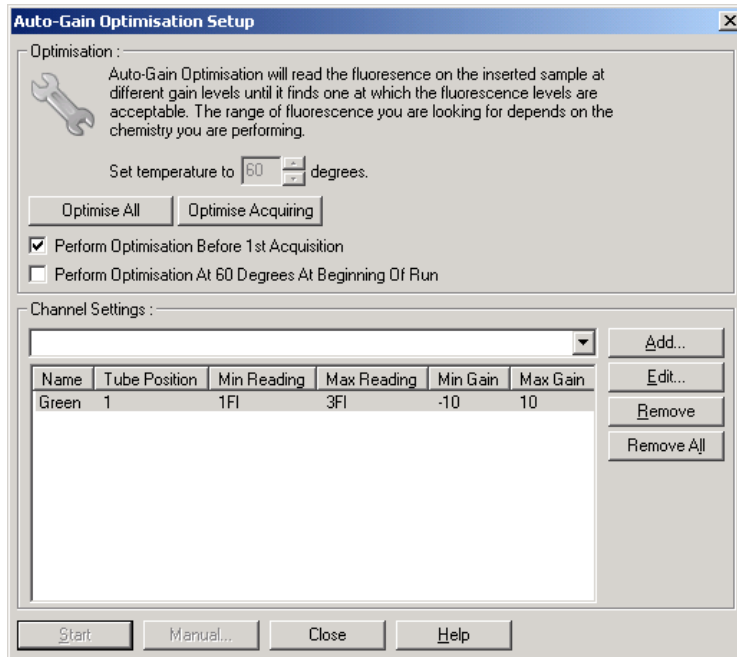 Auto-Gain Optimisation Setup
Optimisation :
Auto-Gain Optimisation will read the fluoresence on the inserted sample at
different gain levels until it finds one at which the fluorescence levels are
acceptable. The range of fluorescence you are looking for depends on the
chemistry you are performing.
Set temperature to 60 degrees.
Optimise All Optimise Acquiring
Perform Optimisation Before 1st Acquisition
Perform Optimisation At 60 Degrees At Beginning Of Run
Channel Settings :
Add...
Edit...
Remove
Remove All
Name Tube Position Min Reading Max Reading Min Gain Max Gain
Green 1 1Fl 3Fl -10 10
Start Manual... Close Help